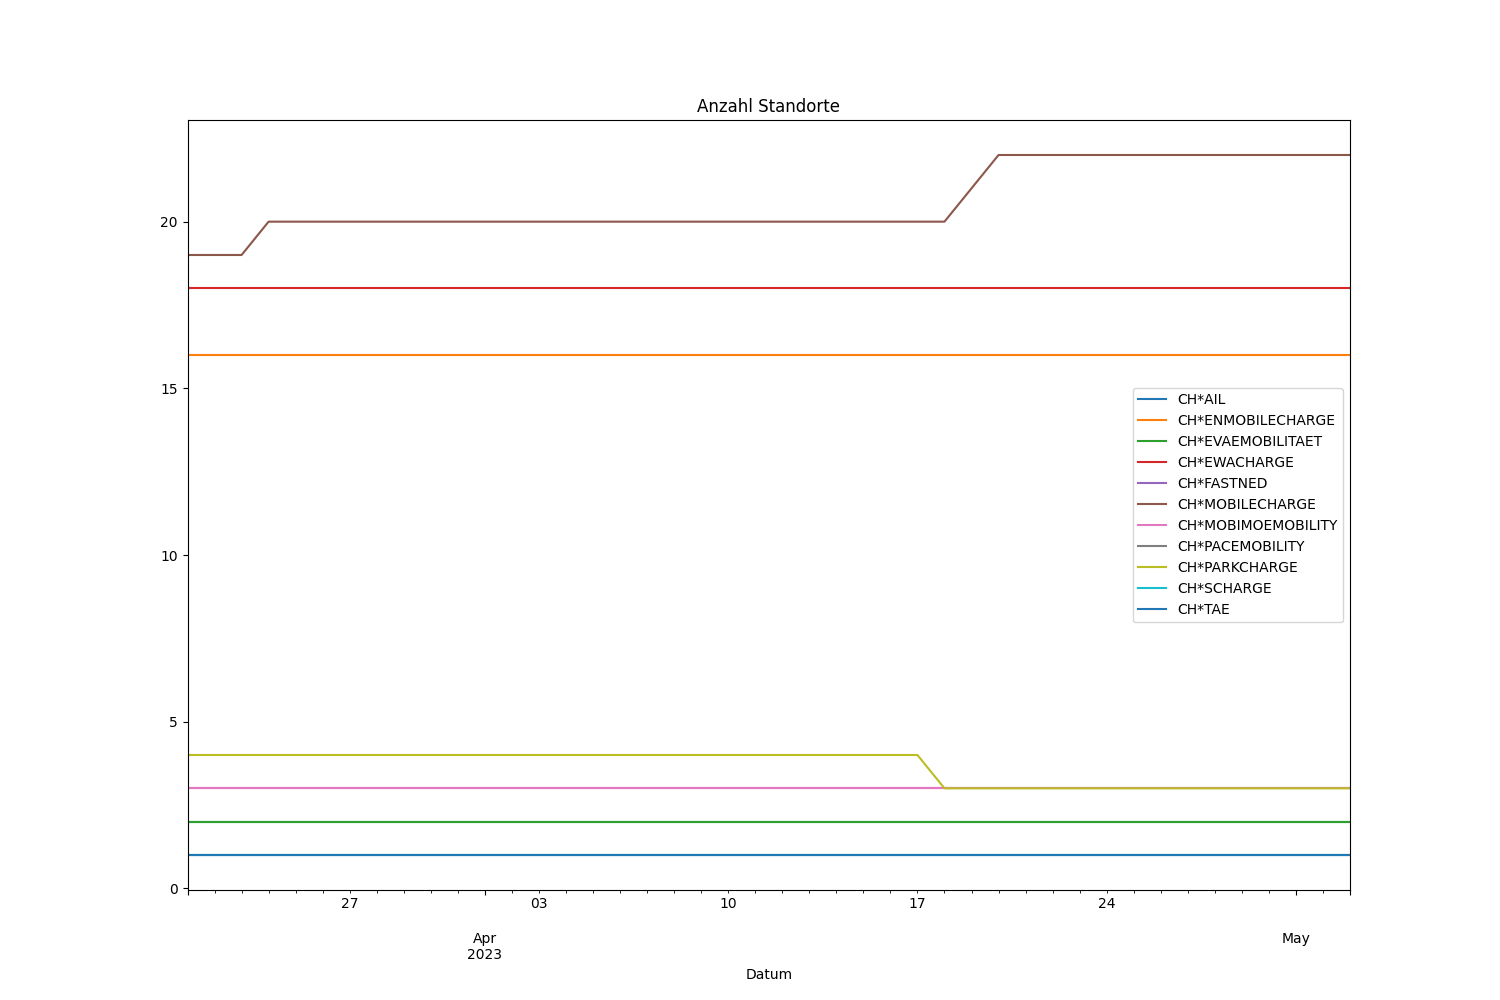 Anzahl Standorte
20
15
10
5
0
CH*AIL
CH*ENMOBILECHARGE
CH*EVAEMOBILITAET
CH*EWACHARGE
CH*FASTNED
CH*MOBILECHARGE
CH*MOBIMOEMOBILITY
CH*PACEMOBILITY
CH*PARKCHARGE
CH*SCHARGE
CH*TAE
27 03 10 17 24
Apr May
2023
Datum